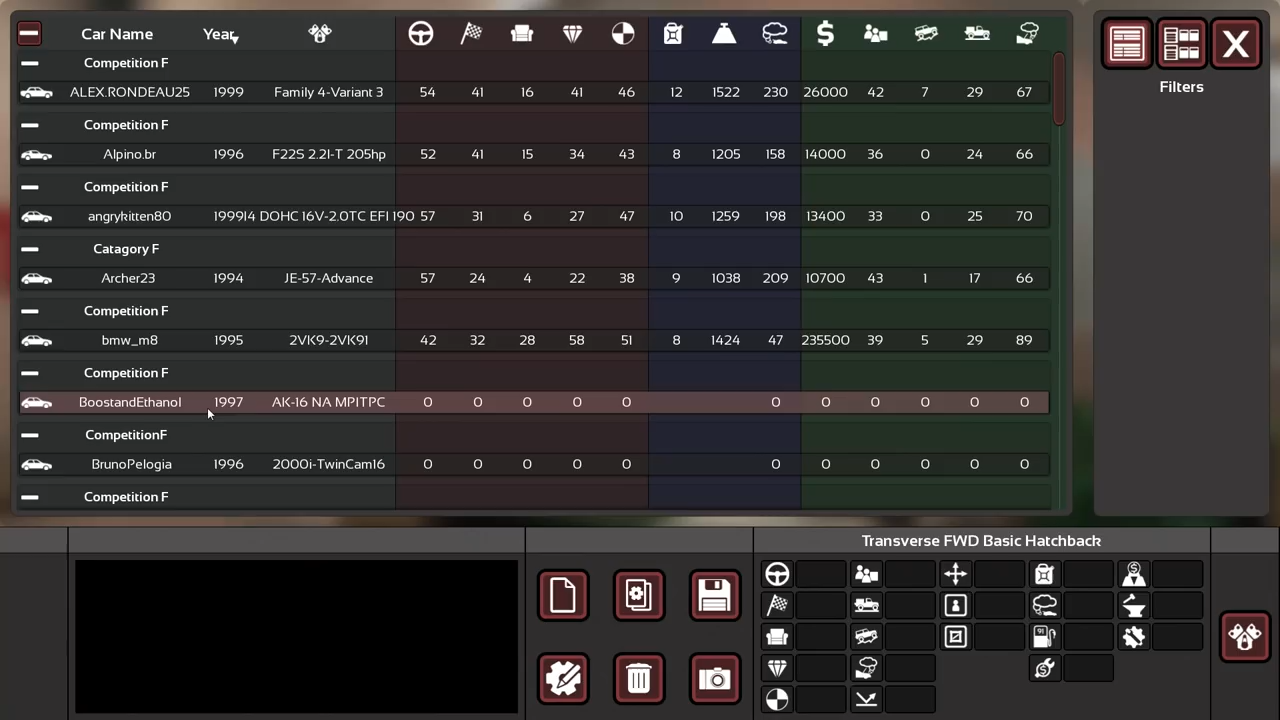 Car Name Year
Filters
Competition F
ALEX.RONDEAU25 1999 Family 4-Variant 3 54 41 16 41 46 12 1522 230 26000 42 7 29 67
Competition F
Alpino.br 1996 F22S 2.2I-T 205hp 52 41 15 34 43 8 1205 158 14000 36 0 24 66
Competition F
angrykitten80 1999 I4 DOHC 16V-2.0TC EFI 190 57 31 6 27 47 10 1259 198 13400 33 0 25 70
Catagory F
Archer23 1994 JE-57-Advance 57 24 4 22 38 9 1038 209 10700 43 1 17 66
Competition F
bmw_m8 1995 2VK9-2VK91 42 32 28 58 51 8 1424 47 235500 39 5 29 89
Competition F
BoostandEthanol 1997 AK-16 NA MPITPC 0 0 0 0 0 0 0 0 0 0 0
CompetitionF
BrunoPelogia 1996 2000i-TwinCam16 0 0 0 0 0 0 0 0 0 0 0
Competition F
Transverse FWD Basic Hatchback